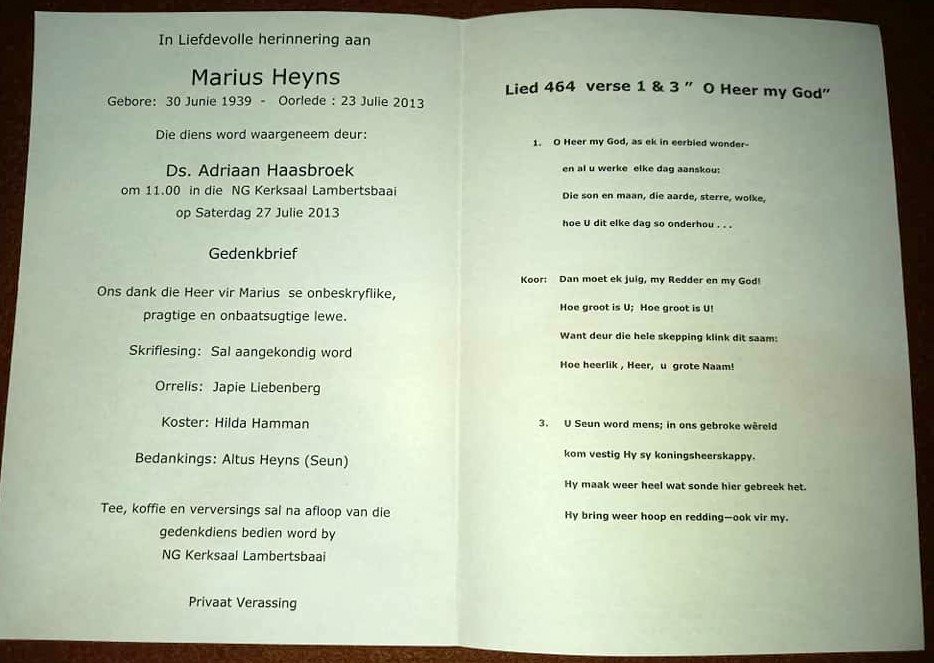 In Liefdevolle herinnering aan
Marius Heyns
Gebore: 30 Junie 1939 - Oorlede : 23 Julie 2013
Die diens word waargeneem deur:
Ds. Adriaan Haasbroek
om 11.00 in die NG Kerksaal Lambertsbaai
op Saterdag 27 Julie 2013
Gedenkbrief
Ons dank die Heer vir Marius se onbeskryflike,
pragtige en onbaatsugtige lewe.
Skriflesing: Sal aangekondig word
Orrelis: Japie Liebenberg
Koster: Hilda Hamman
Bedankings: Altus Heyns (Seun)
Tee, koffie en verversings sal na afloop van die
gedenkdiens bedien word by
NG Kerksaal Lambertsbaai
Privaat Verassing
Lied 464 verse 1 & 3 " O Heer my God"
1. O Heer my God, as ek in eerbied wonder-
en al u werke elke dag aanskou:
Die son en maan, die aarde, sterre, wolke,
hoe U dit elke dag so onderhou . . .
Koor: Dan moet ek juig, my Redder en my God!
Hoe groot is U; Hoe groot is U!
Want deur die hele skepping klink dit saam:
Hoe heerlik , Heer, u grote Naam!
3. U Seun word mens; in ons gebroke wêreld
kom vestig Hy sy koningsheerskappy.
Hy maak weer heel wat sonde hier gebreek het.
Hy bring weer hoop en redding—ook vir my.